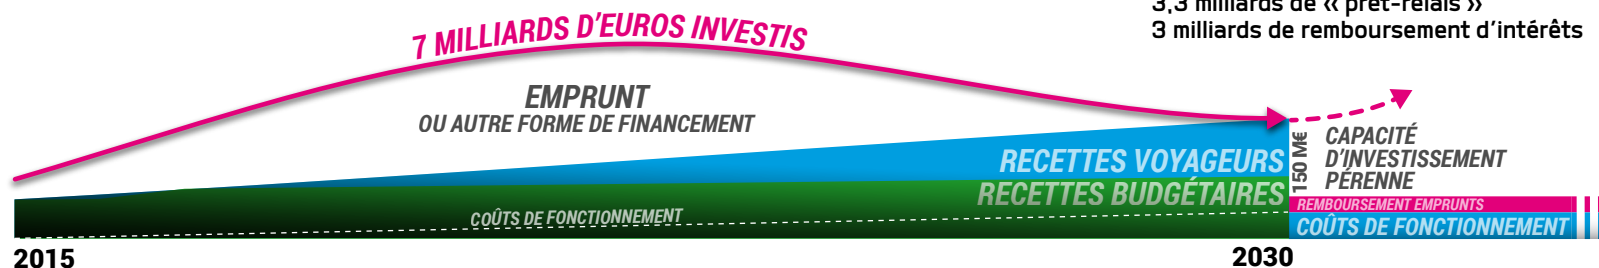 3,3 milliards de « prêt-relais »
3 milliards de remboursement d'intérêts
7 MILLIARDS D'EUROS INVESTIS
EMPRUNT
OU AUTRE FORME DE FINANCEMENT
RECETTES VOYAGEURS
RECETTES BUDGÉTAIRES
COÛTS DE FONCTIONNEMENT
150 M€
CAPACITÉ
D'INVESTISSEMENT
PÉRENNE
REMBOURSEMENT EMPRUNTS
COÛTS DE FONCTIONNEMENT
2015
2030